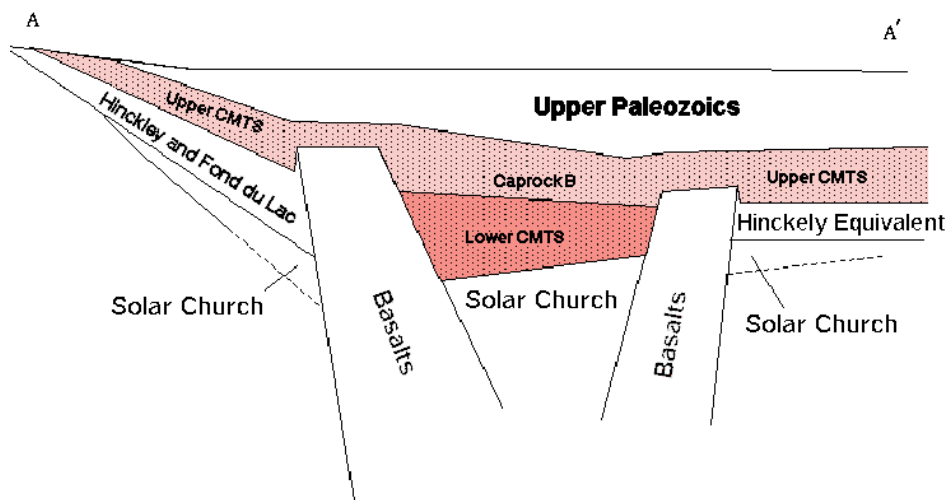 A
A′
Upper Paleozoics
Upper CMTS
Hinckley and Fond du Lac
Caprock B
Upper CMTS
Lower CMTS
Hinckely Equivalent
Solar Church
Basalts
Solar Church
Basalts
Solar Church